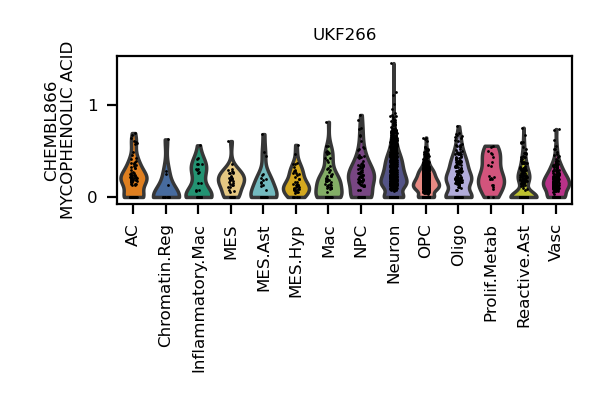 UKF266
CHEMBL866
MYCOPHENOLIC ACID
1
0
AC
Chromatin.Reg
Inflammatory.Mac
MES
MES.Ast
MES.Hyp
Mac
NPC
Neuron
OPC
Oligo
Prolif.Metab
Reactive.Ast
Vasc